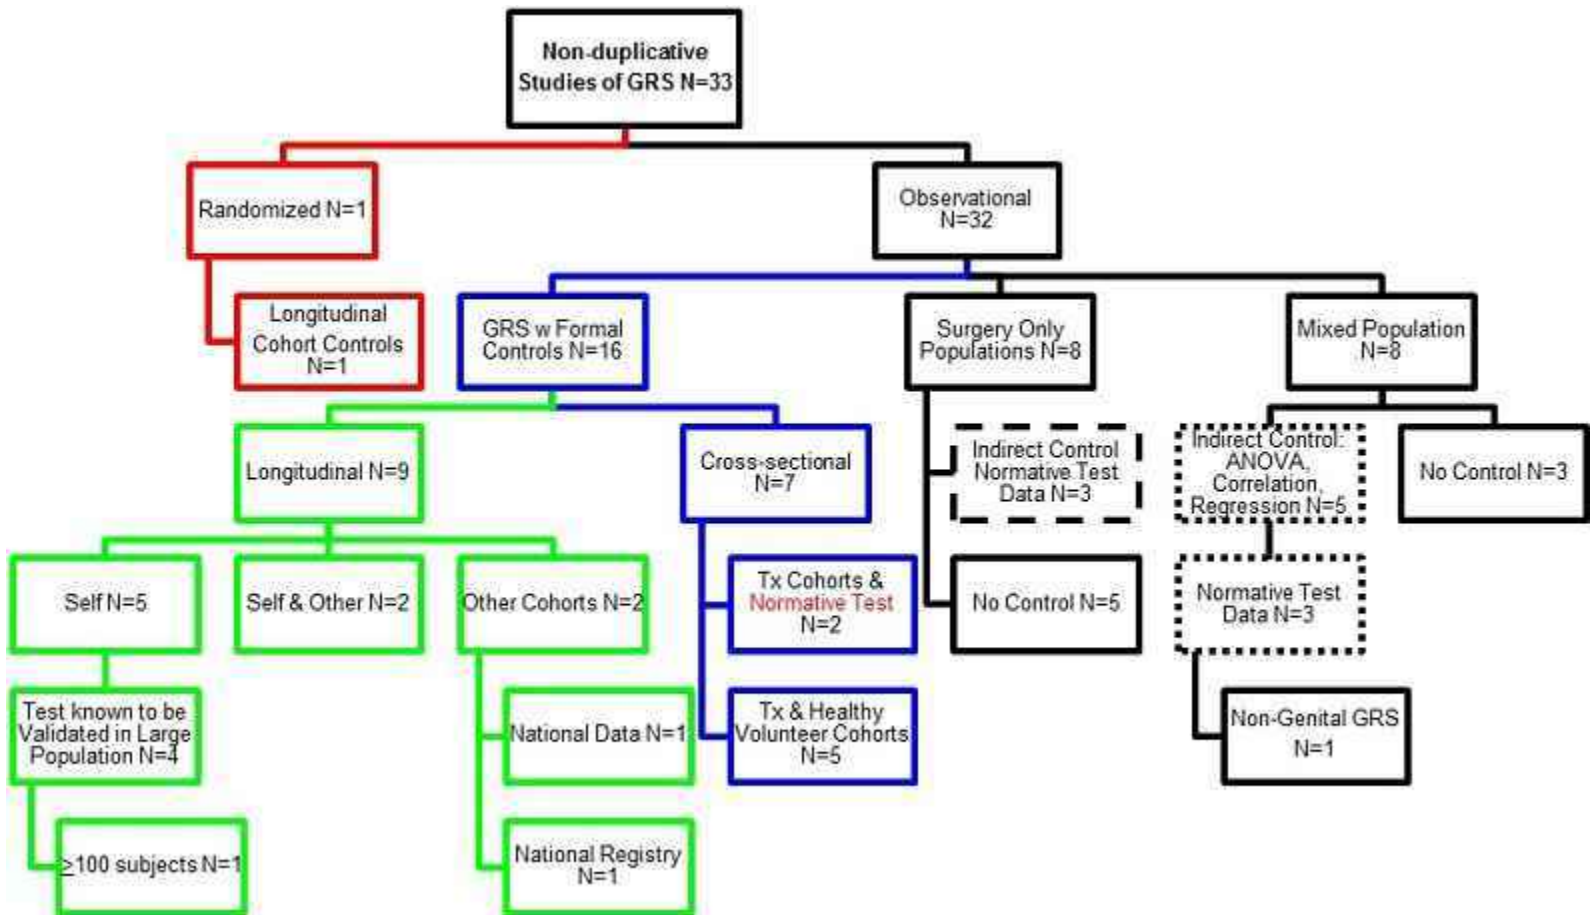 Non-duplicative
Studies of GRS N=33
Randomized N=1
Observational
N=32
Longitudinal
Cohort Controls
N=1
GRS w Formal
Controls N=16
Surgery Only
Populations N=8
Mixed Population
N=8
Longitudinal N=9
Cross-sectional
N=7
Indirect Control
Normative Test
Data N=3
Indirect Control:
ANOVA,
Correlation,
Regression N=5
No Control N=3
Self N=5
Self & Other N=2
Other Cohorts N=2
Tx Cohorts &
Normative Test
N=2
No Control N=5
Normative Test
Data N=3
Test known to be
Validated in Large
Population N=4
National Data N=1
Tx & Healthy
Volunteer Cohorts
N=5
Non-Genital GRS
N=1
≥100 subjects N=1
National Registry
N=1